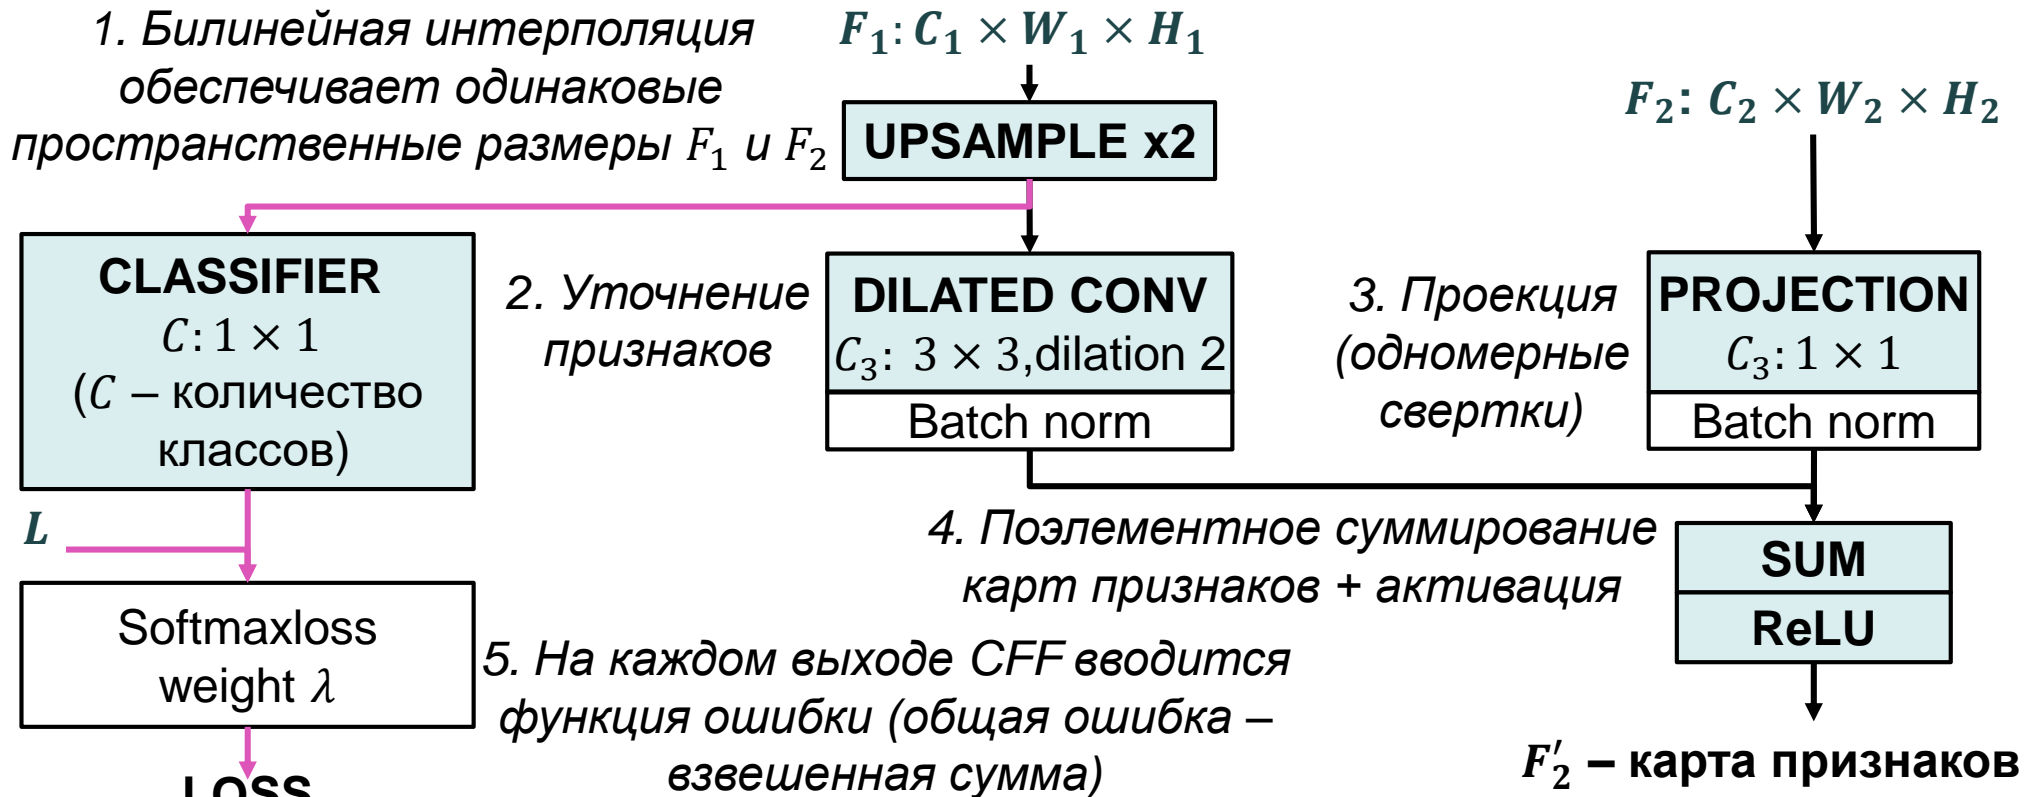 1. Билинейная интерполяция
обеспечивает одинаковые
пространственные размеры F₁ и F₂
F₁: C₁ × W₁ × H₁
UPSAMPLE x2
F₂: C₂ × W₂ × H₂
CLASSIFIER
C: 1 × 1
(C – количество
классов)
2. Уточнение
признаков
DILATED CONV
C₃: 3 × 3,dilation 2
Batch norm
3. Проекция
(одномерные
свертки)
PROJECTION
C₃: 1 × 1
Batch norm
L
4. Поэлементное суммирование
карт признаков + активация
SUM
ReLU
Softmaxloss
weight λ
5. На каждом выходе CFF вводится
функция ошибки (общая ошибка –
взвешенная сумма)
LOSS
F₂′ – карта признаков